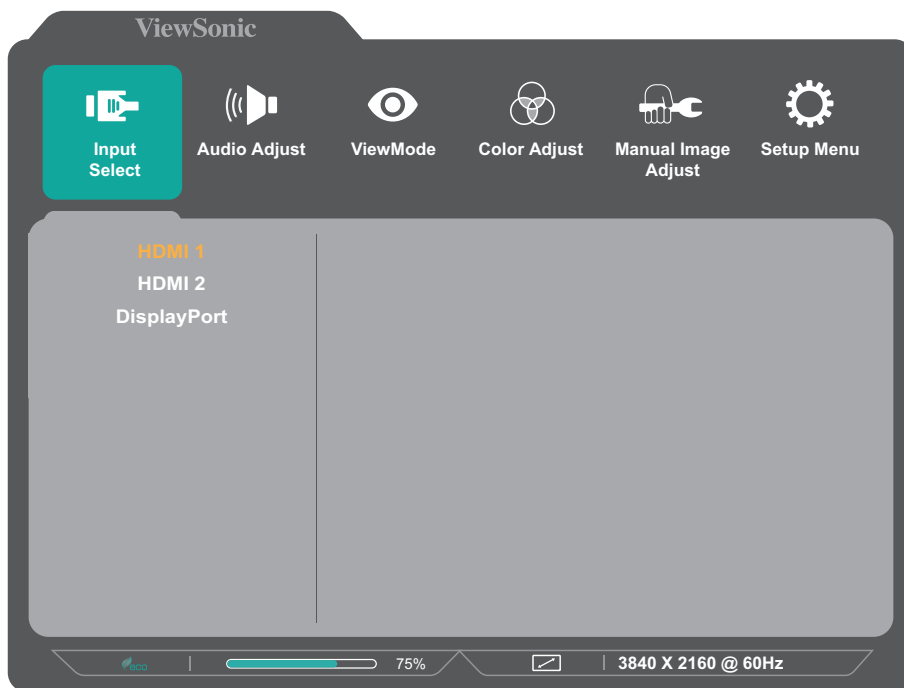 ViewSonic
Input
Select
Audio Adjust
ViewMode
Color Adjust
Manual Image
Adjust
Setup Menu
HDMI 1
HDMI 2
DisplayPort
eco
75%
3840 X 2160 @ 60Hz